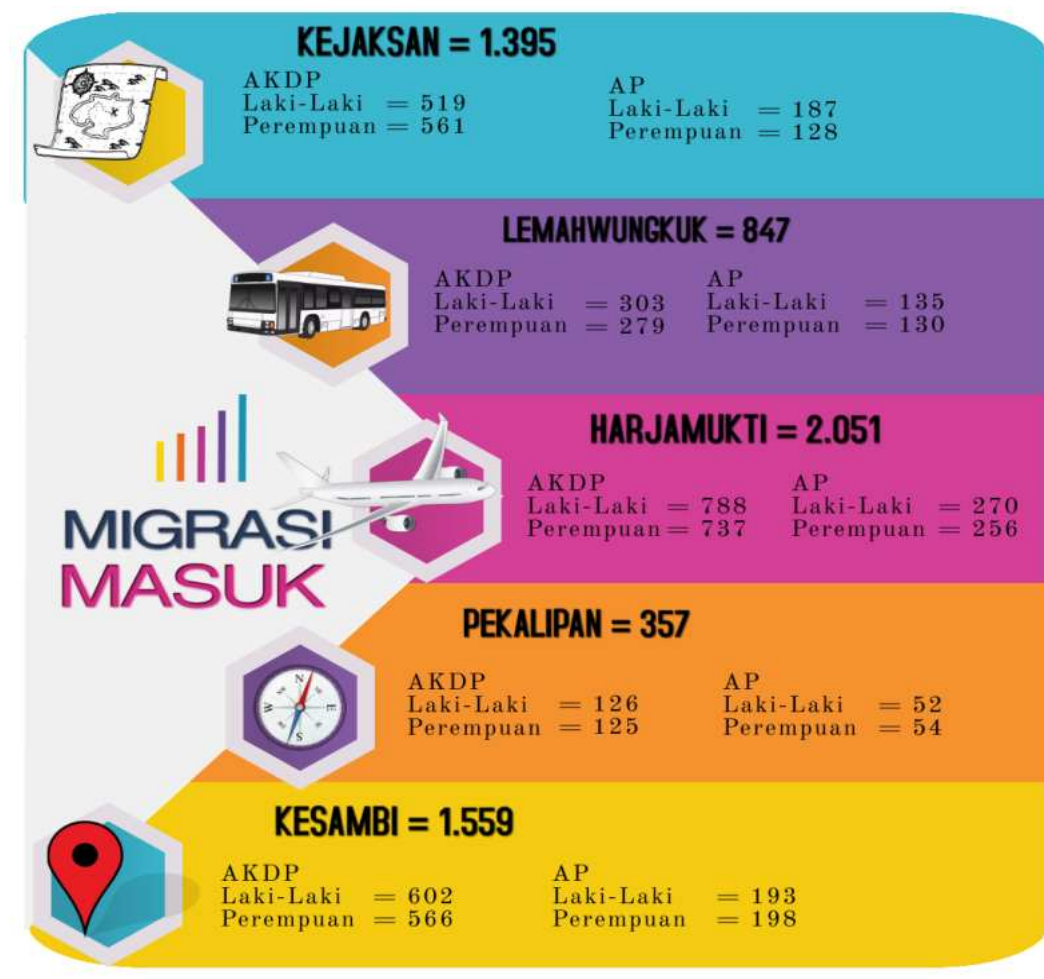 KEJAKSAN = 1.395
AKDP
Laki-Laki = 519
Perempuan = 561
AP
Laki-Laki = 187
Perempuan = 128
LEMAHWUNGKUK = 847
AKDP
Laki-Laki = 303
Perempuan = 279
AP
Laki-Laki = 135
Perempuan = 130
MIGRASI
MASUK
HARJAMUKTI = 2.051
AKDP
Laki-Laki = 788
Perempuan = 737
AP
Laki-Laki = 270
Perempuan = 256
PEKALIPAN = 357
N
E
S
W
AKDP
Laki-Laki = 126
Perempuan = 125
AP
Laki-Laki = 52
Perempuan = 54
KESAMBI = 1.559
AKDP
Laki-Laki = 602
Perempuan = 566
AP
Laki-Laki = 193
Perempuan = 198